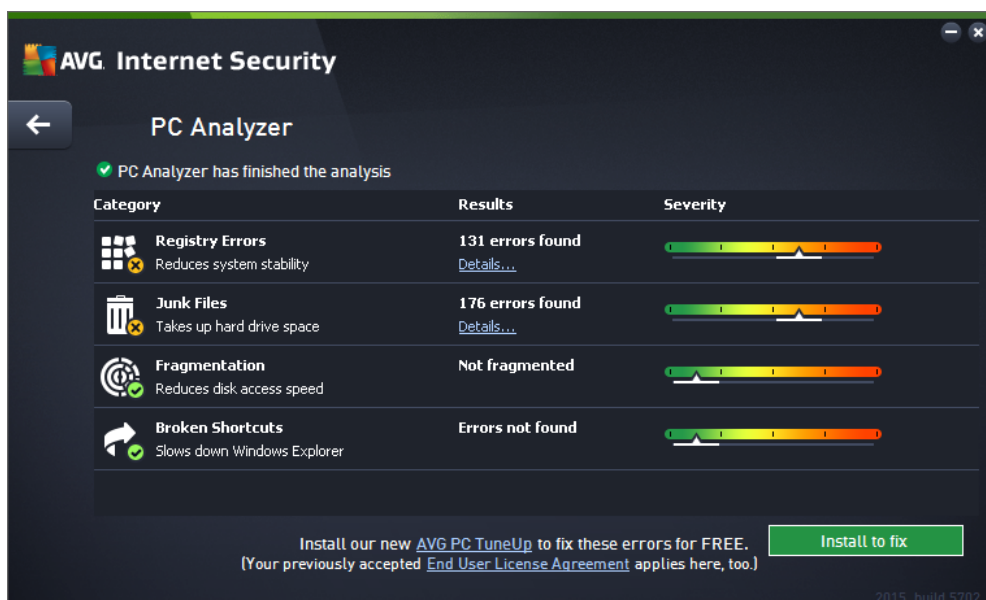 AVG. Internet Security
PC Analyzer
PC Analyzer has finished the analysis
Category Results Severity
Registry Errors 131 errors found
Reduces system stability Details...
Junk Files 176 errors found
Takes up hard drive space Details...
Fragmentation Not fragmented
Reduces disk access speed
Broken Shortcuts Errors not found
Slows down Windows Explorer
Install our new AVG PC TuneUp to fix these errors for FREE. Install to fix
(Your previously accepted End User License Agreement applies here, too.)
2015, build 5702